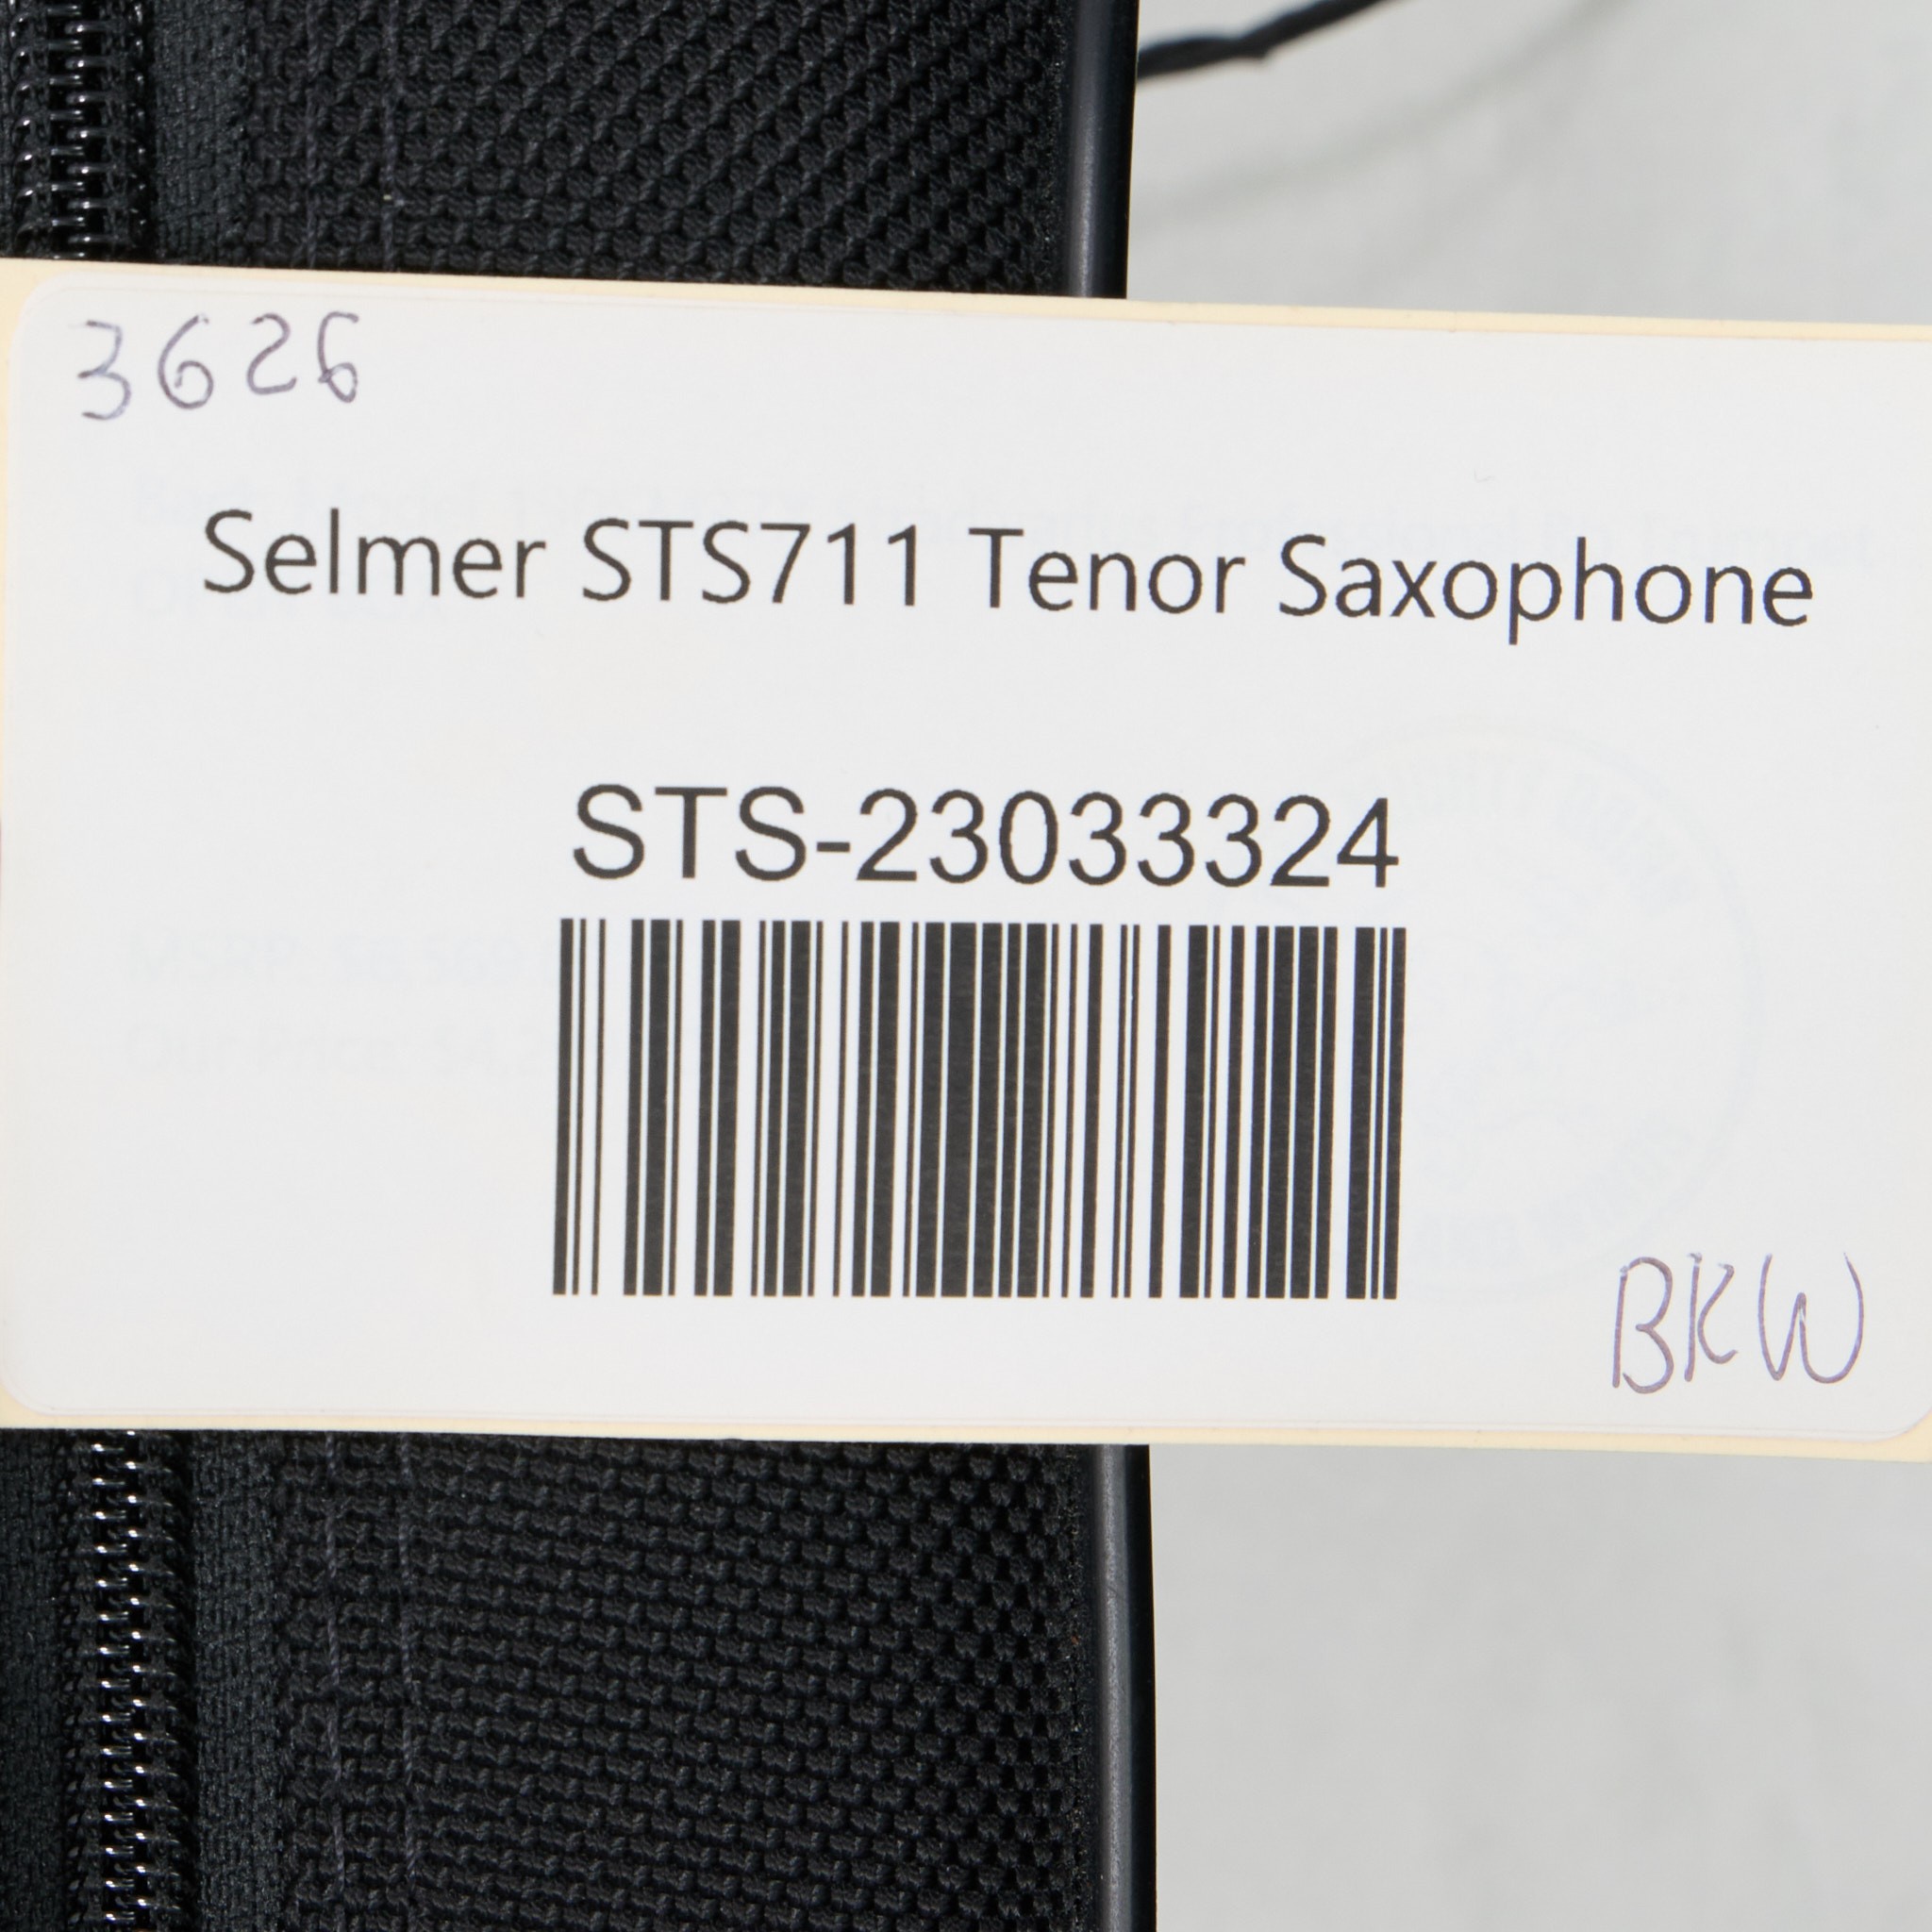 3626
Selmer STS711 Tenor Saxophone
STS-23033324
BKW